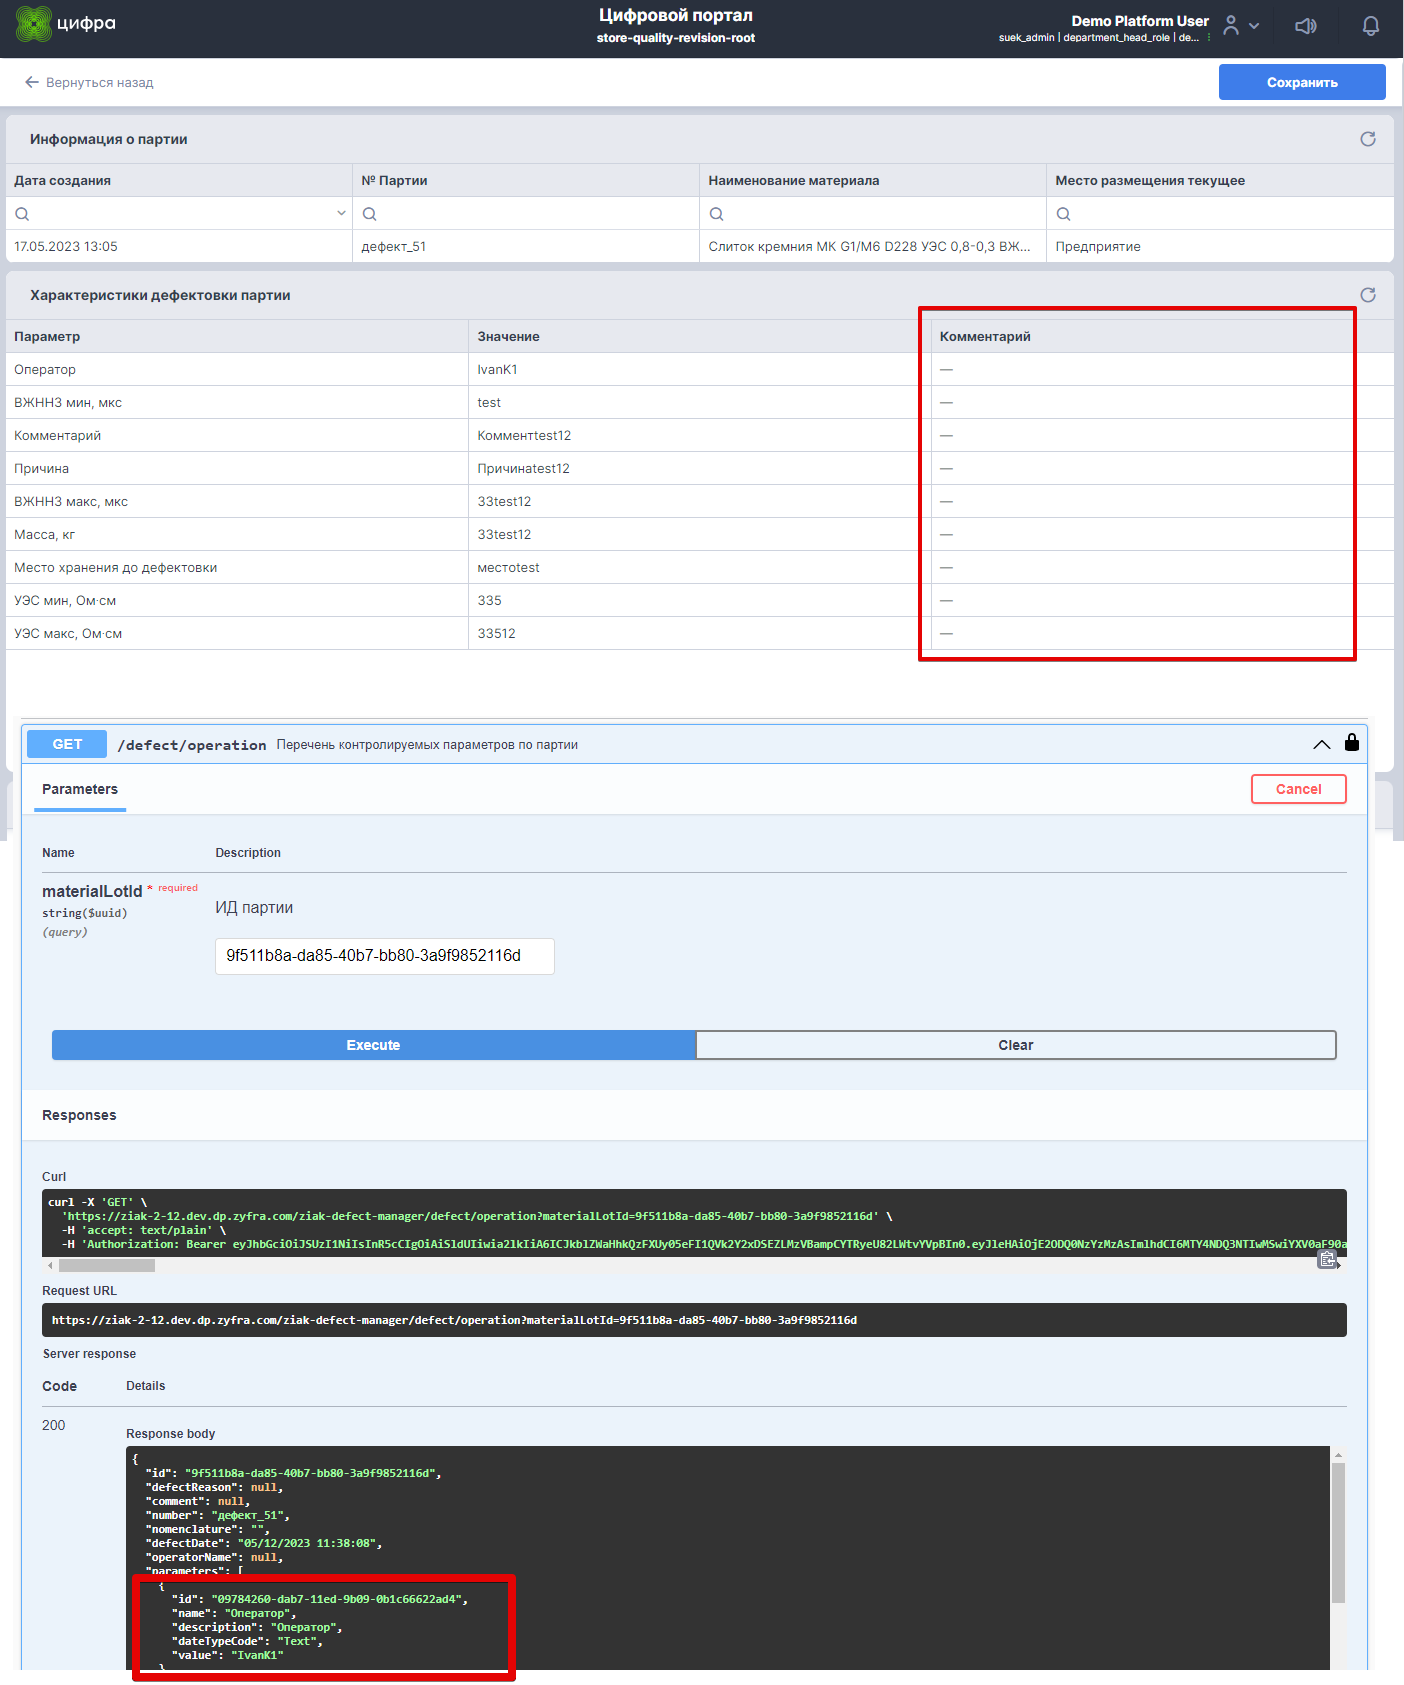 цифра
Цифровой портал
store-quality-revision-root
Demo Platform User
suek_admin | department_head_role | de...
Вернуться назад
Сохранить
Информация о партии
Дата создания
№ Партии
Наименование материала
Место размещения текущее
17.05.2023 13:05
дефект_51
Слиток кремния МК G1/M6 D228 УЭС 0,8-0,3 ВЖ...
Предприятие
Характеристики дефектовки партии
Параметр
Значение
Комментарий
Оператор
IvanK1
—
ВЖННЗ мин, мкс
test
—
Комментарий
Комментtest12
—
Причина
Причинаtest12
—
ВЖННЗ макс, мкс
33test12
—
Масса, кг
33test12
—
Место хранения до дефектовки
местоtest
—
УЭС мин, Ом·см
335
—
УЭС макс, Ом·см
33512
—
GET
/defect/operation
Перечень контролируемых параметров по партии
Parameters
Cancel
Name
Description
materialLotId * required
string($uuid)
(query)
ИД партии
9f511b8a-da85-40b7-bb80-3a9f9852116d
Execute
Clear
Responses
Curl
curl -X 'GET' \
'https://ziak-2-12.dev.dp.zyfra.com/ziak-defect-manager/defect/operation?materialLotId=9f511b8a-da85-40b7-bb80-3a9f9852116d' \
-H 'accept: text/plain' \
-H 'Authorization: Bearer
Request URL
https://ziak-2-12.dev.dp.zyfra.com/ziak-defect-manager/defect/operation?materialLotId=9f511b8a-da85-40b7-bb80-3a9f9852116d
Server response
Code
Details
200
Response body
{
"id": "9f511b8a-da85-40b7-bb80-3a9f9852116d",
"defectReason": null,
"comment": null,
"number": "дефект_51",
"nomenclature": "",
"defectDate": "05/12/2023 11:38:08",
"operatorName": null,
"parameters": [
{
"id": "09784260-dab7-11ed-9b09-0b1c66622ad4",
"name": "Оператор",
"description": "Оператор",
"dateTypeCode": "Text",
"value": "IvanK1"
}